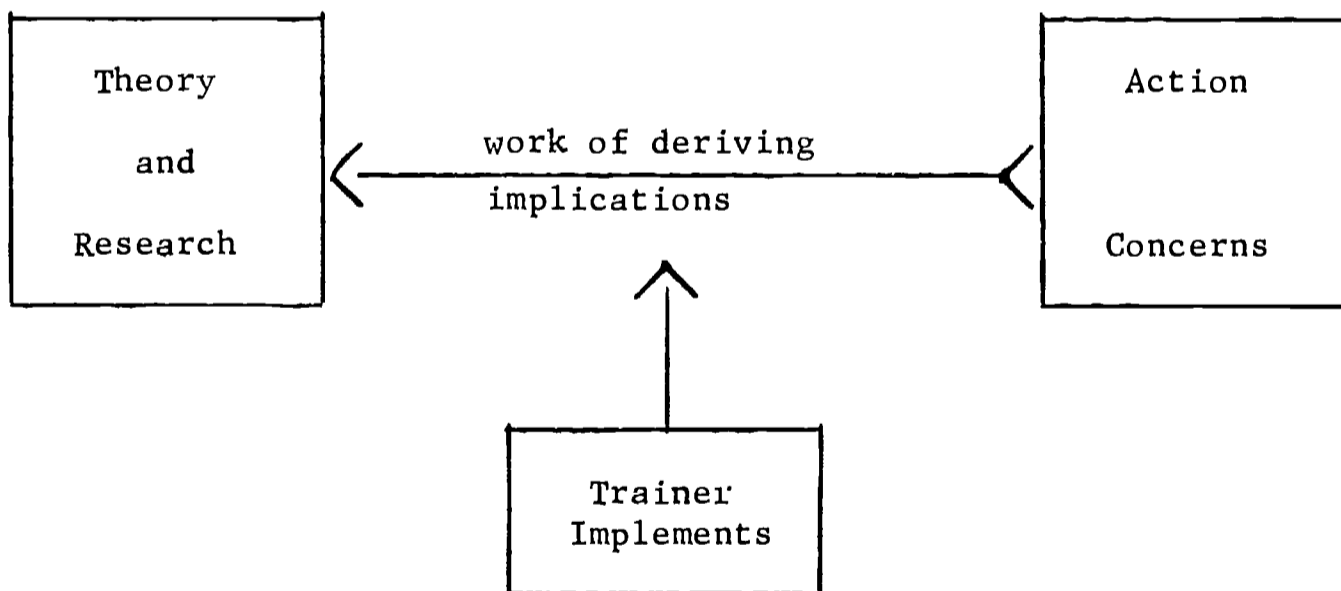 Theory
and
Research
work of deriving
implications
Action
Concerns
Trainer
Implements